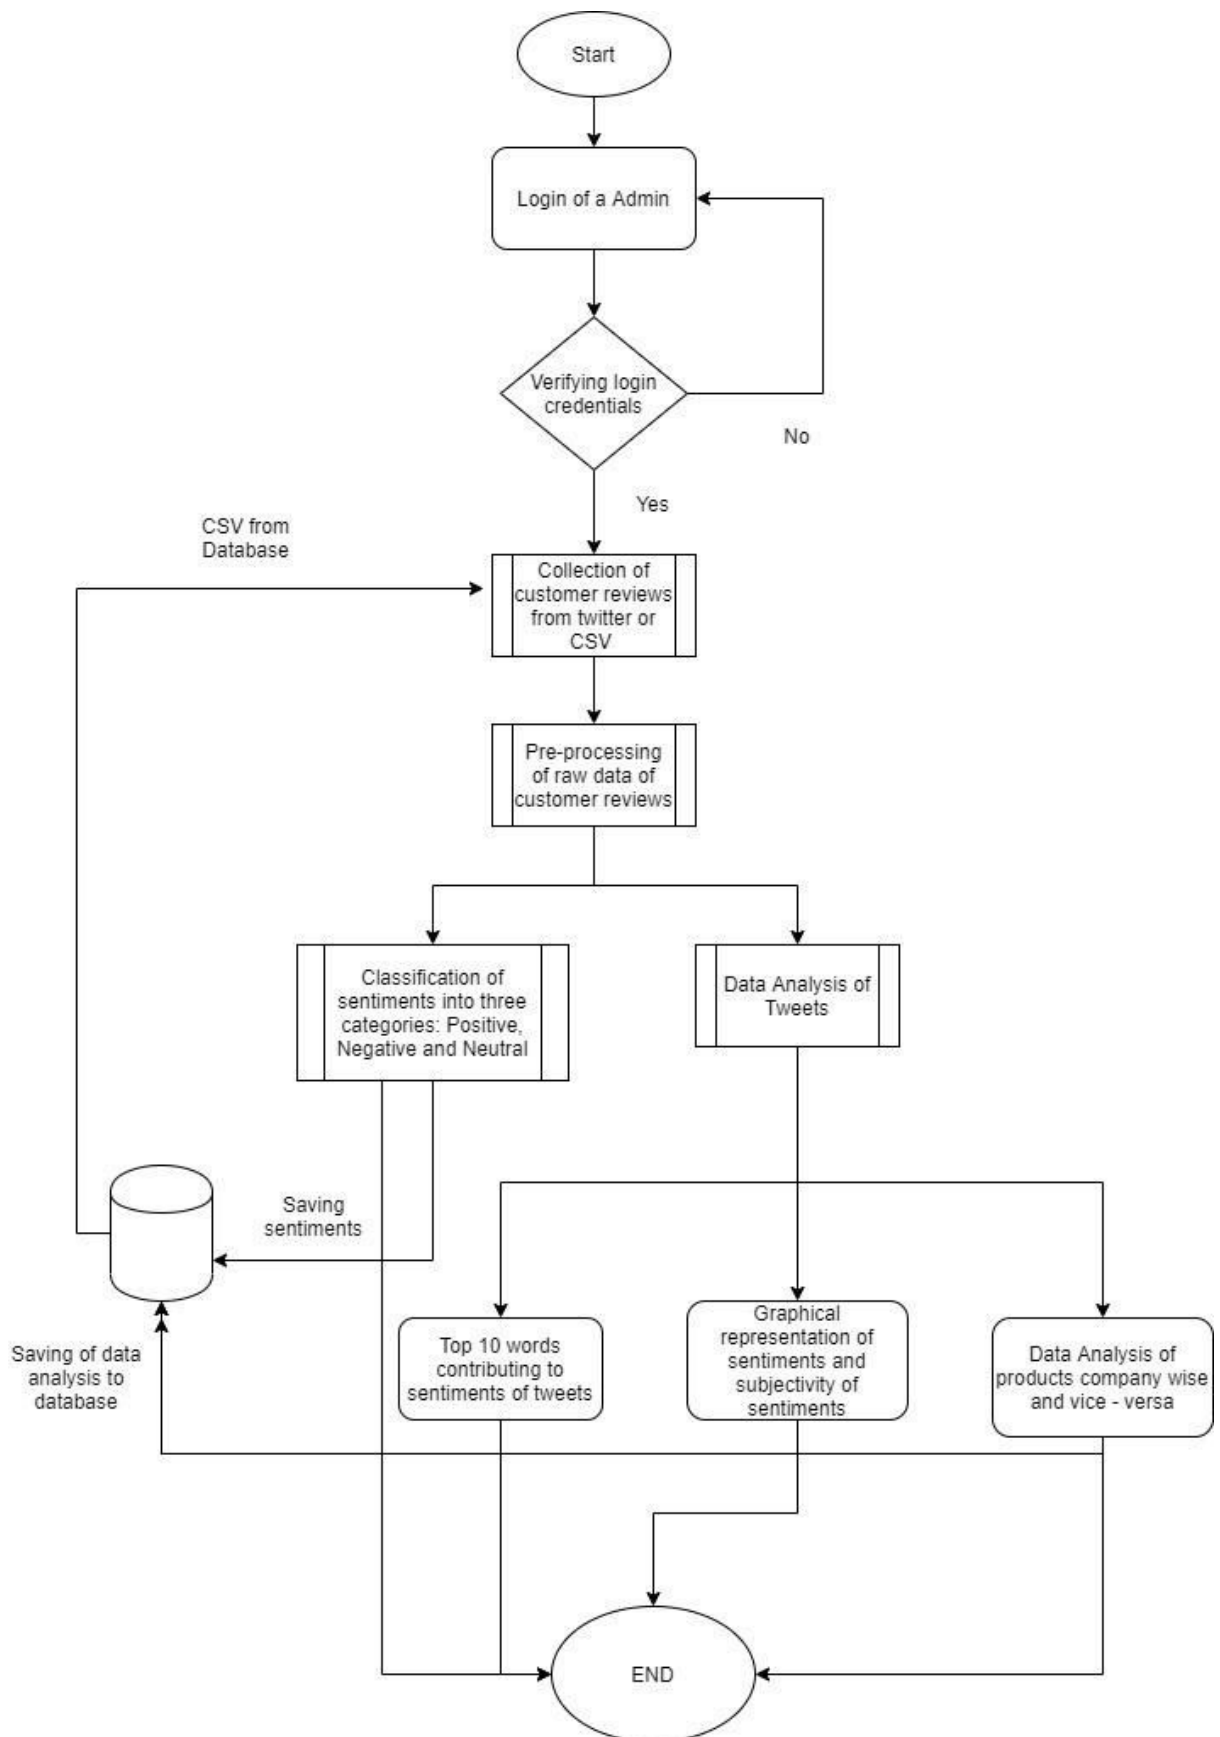 Start
Login of a Admin
Verifying login
credentials
No
Yes
CSV from
Database
Collection of
customer reviews
from twitter or
CSV
Pre-processing
of raw data of
customer reviews
Classification of
sentiments into three
categories: Positive,
Negative and Neutral
Data Analysis of
Tweets
Saving
sentiments
Saving of data
analysis to
database
Top 10 words
contributing to
sentiments of tweets
Graphical
representation of
sentiments and
subjectivity of
sentiments
Data Analysis of
products company wise
and vice - versa
END